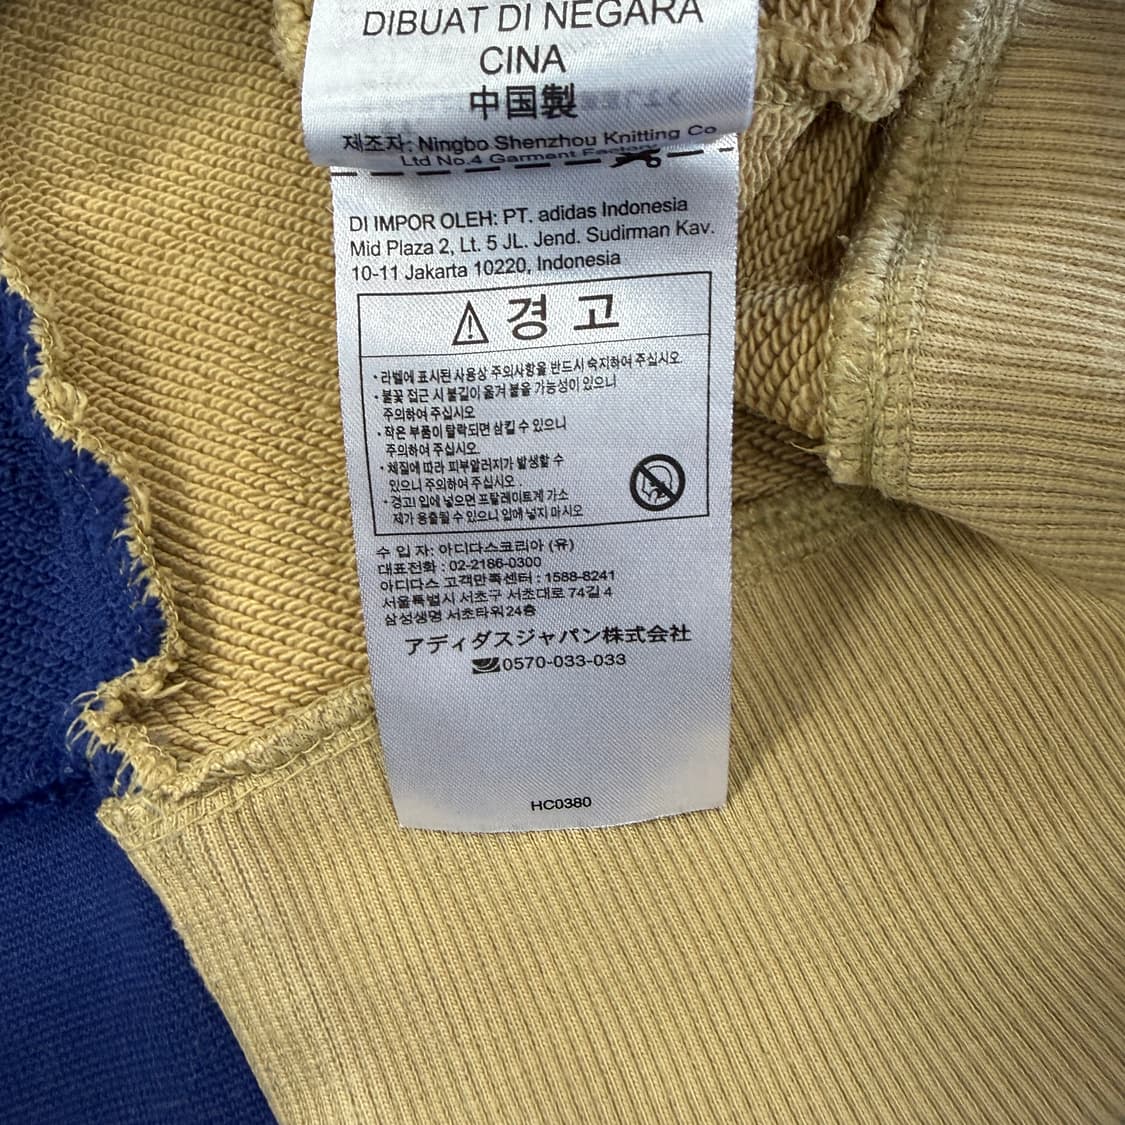 DIBUAT DI NEGARA
CINA
中国製
제조자: Ningbo Shenzhou Knitting Co
Ltd No.4 Garment Factory
DI IMPOR OLEH: PT. adidas Indonesia
Mid Plaza 2, Lt. 5 JL. Jend. Sudirman Kav.
10-11 Jakarta 10220, Indonesia
경 고
• 라벨에 표시된 사용상 주의사항을 반드시 숙지하여 주십시오
• 불꽃 접근 시 불길이 옮겨 붙을 가능성이 있으니
주의하여 주십시오
• 작은 부품이 탈락되면 삼킬 수 있으니
주의하여 주십시오.
• 체질에 따라 피부알러지가 발생할 수
있으니 주의하여 주십시오.
• 경고! 입에 넣으면 프탈레이트계 가소
제가 용출될 수 있으니 입에 넣지 마시오
수 입 자: 아디다스코리아 (유)
대표전화 : 02-2186-0300
아디다스 고객만족센터 : 1588-8241
서울특별시 서초구 서초대로 74길 4
삼성생명 서초타워 24층
アディダスジャパン株式会社
0570-033-033
HC0380